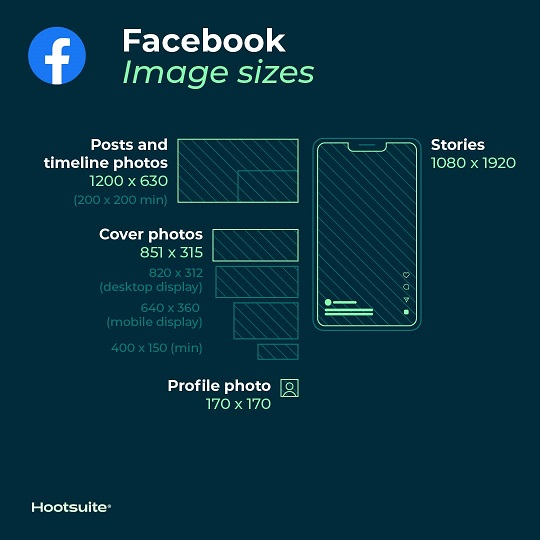 Facebook
Image sizes
Posts and
timeline photos
1200 x 630
(200 x 200 min)
Stories
1080 x 1920
Cover photos
851 x 315
820 x 312
(desktop display)
640 x 360
(mobile display)
400 x 150 (min)
Profile photo
170 x 170
Hootsuite®